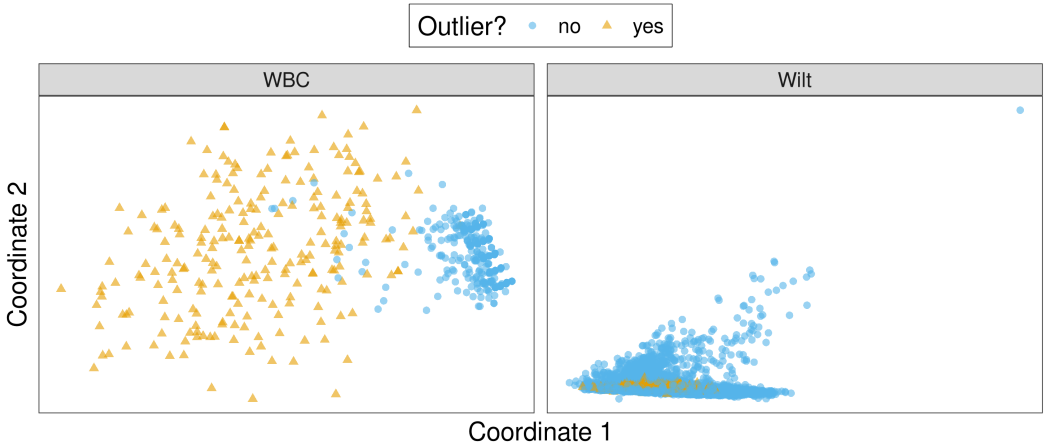 Outlier? no yes
WBC
Wilt
Coordinate 2
Coordinate 1